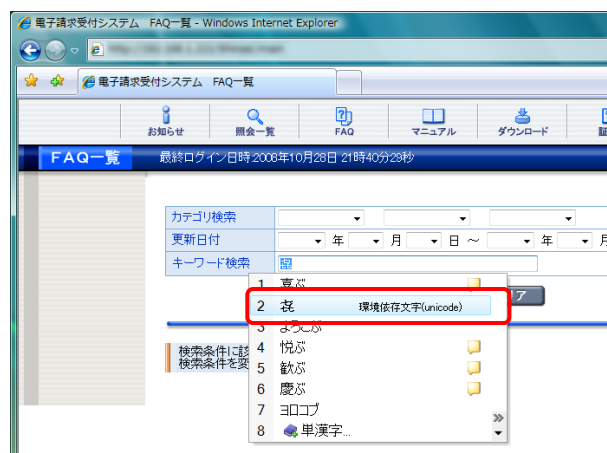 電子請求受付システム FAQ一覧 - Windows Internet Explorer
電子請求受付システム FAQ一覧
お知らせ 照会一覧 FAQ マニュアル ダウンロード
FAQ一覧 最終ログイン日時:2008年10月28日 21時40分29秒
カテゴリ検索
更新日付 年 月 日 ~ 年 月
キーワード検索
1 喜ぶ
2 㐂 環境依存文字(unicode)
3 よろこぶ
4 悦ぶ
5 歓ぶ
6 慶ぶ
7 ヨロコブ
8 単漢字...
検索条件に該
検索条件を変